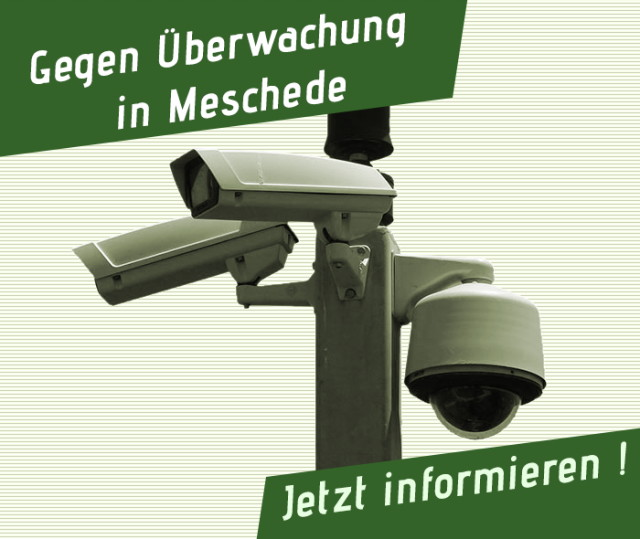 Gegen Überwachung
in Meschede
Jetzt informieren !